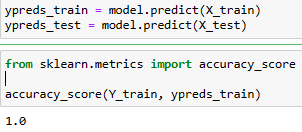 ypreds_train = model.predict(X_train)
ypreds_test = model.predict(X_test)
from sklearn.metrics import accuracy_score
accuracy_score(Y_train, ypreds_train)
1.0